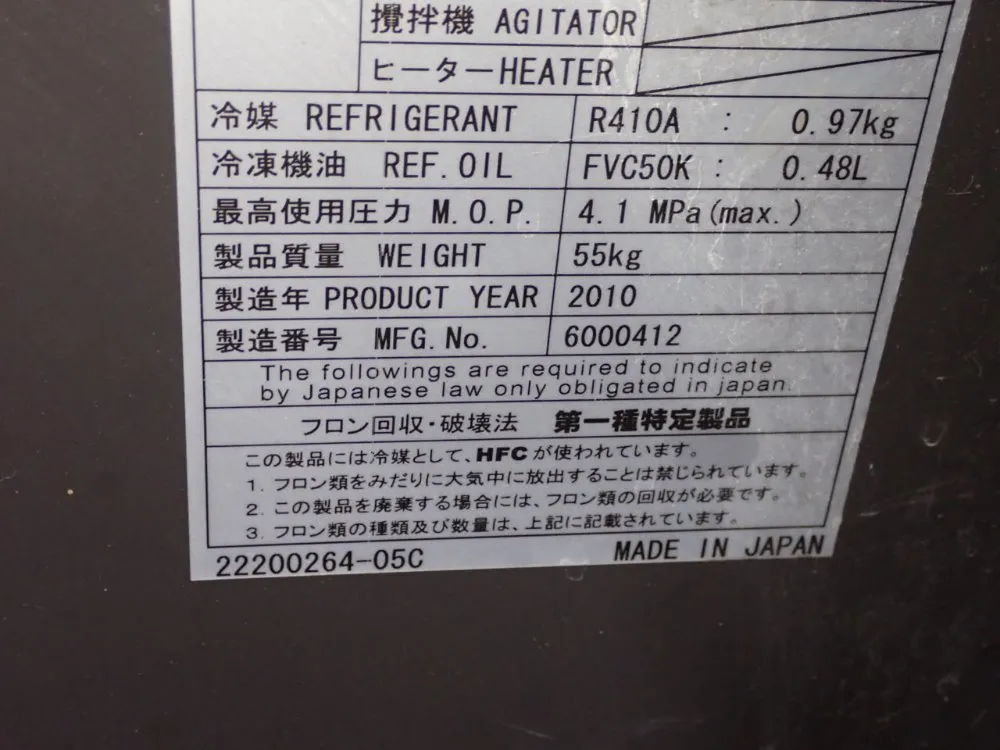 攪拌機 AGITATOR
ヒーターHEATER
冷媒 REFRIGERANT R410A : 0.97kg
冷凍機油 REF.OIL FVC50K : 0.48L
最高使用圧力 M.O.P. 4.1 MPa(max.)
製品質量 WEIGHT 55kg
製造年 PRODUCT YEAR 2010
製造番号 MFG.No. 6000412
The followings are required to indicate
by Japanese law only obligated in japan.
フロン回収・破壊法 第一種特定製品
この製品には冷媒として、HFCが使われています。
1. フロン類をみだりに大気中に放出することは禁じられています。
2. この製品を廃棄する場合には、フロン類の回収が必要です。
3. フロン類の種類及び数量は、上記に記載されています。
22200264-05C MADE IN JAPAN